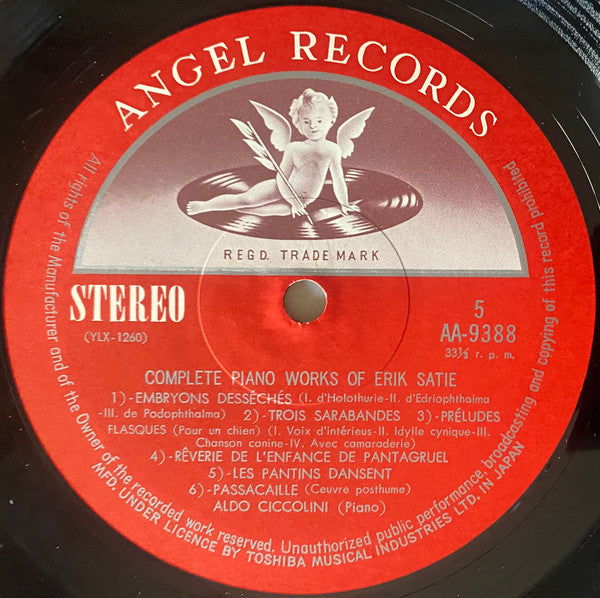 ANGEL RECORDS
REGD. TRADE MARK
STEREO
(YLX-1260)
5
AA-9388
33⅓ r. p. m.
COMPLETE PIANO WORKS OF ERIK SATIE
1)-EMBRYONS DESSÉCHÉS (I. d'Holothurie-II. d'Edriophthalma
-III. de Podophthalma) 2)-TROIS SARABANDES 3)-PRÉLUDES
FLASQUES (Pour un chien) (I. Voix d'intérieus-II. Idylle cynique-III.
Chanson canine-IV. Avec camaraderie)
4)-RÊVERIE DE L'ENFANCE DE PANTAGRUEL
5)-LES PANTINS DANSENT
6)-PASSACAILLE (Œuvre posthume)
ALDO CICCOLINI (Piano)
All rights of the Manufacturer and of the Owner of the recorded work reserved. Unauthorized public performance, broadcasting and copying of this record prohibited
MFD. UNDER LICENCE BY TOSHIBA MUSICAL INDUSTRIES LTD. IN JAPAN